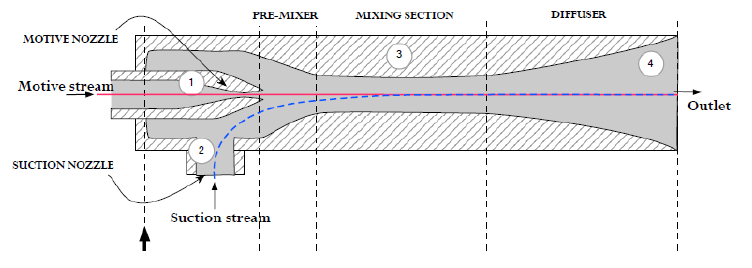 PRE-MIXER
MIXING SECTION
DIFFUSER
MOTIVE NOZZLE
3
4
Motive stream
1
Outlet
2
SUCTION NOZZLE
Suction stream